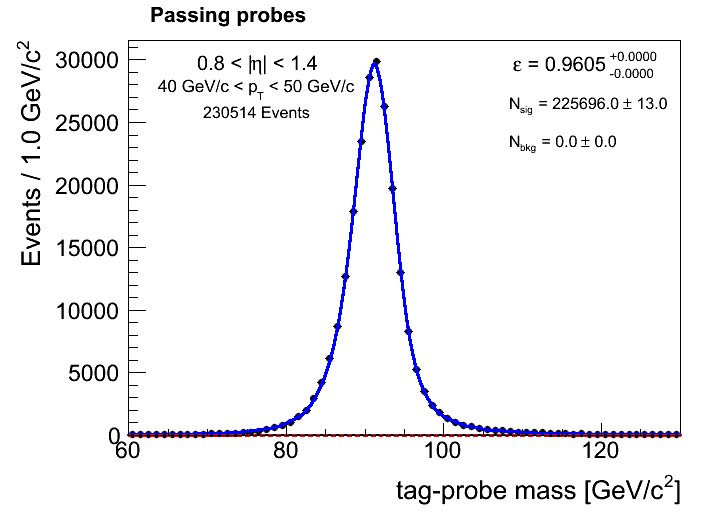 Passing probes
0.8 < |η| < 1.4
40 GeV/c < p_T < 50 GeV/c
230514 Events
ε = 0.9605 +0.0000 -0.0000
N_sig = 225696.0 ± 13.0
N_bkg = 0.0 ± 0.0
Events / 1.0 GeV/c²
30000
25000
20000
15000
10000
5000
0
60 80 100 120
tag-probe mass [GeV/c²]